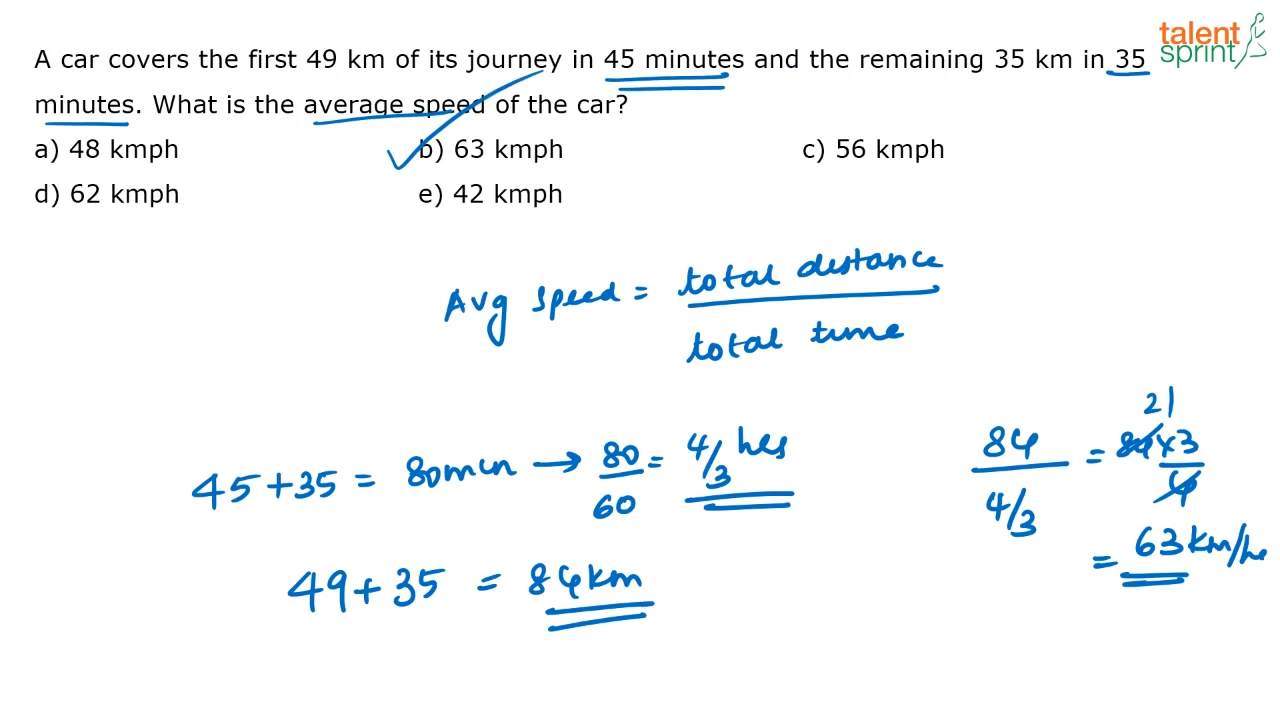 talent
sprint
A car covers the first 49 km of its journey in 45 minutes and the remaining 35 km in 35
minutes. What is the average speed of the car?
a) 48 kmph b) 63 kmph c) 56 kmph
d) 62 kmph e) 42 kmph
Avg speed = total distance
total time
21
45+35 = 80min → 80/60 = 4/3 hrs
84 / 4/3 = 84×3/4
= 63 km/hr
49+35 = 84km